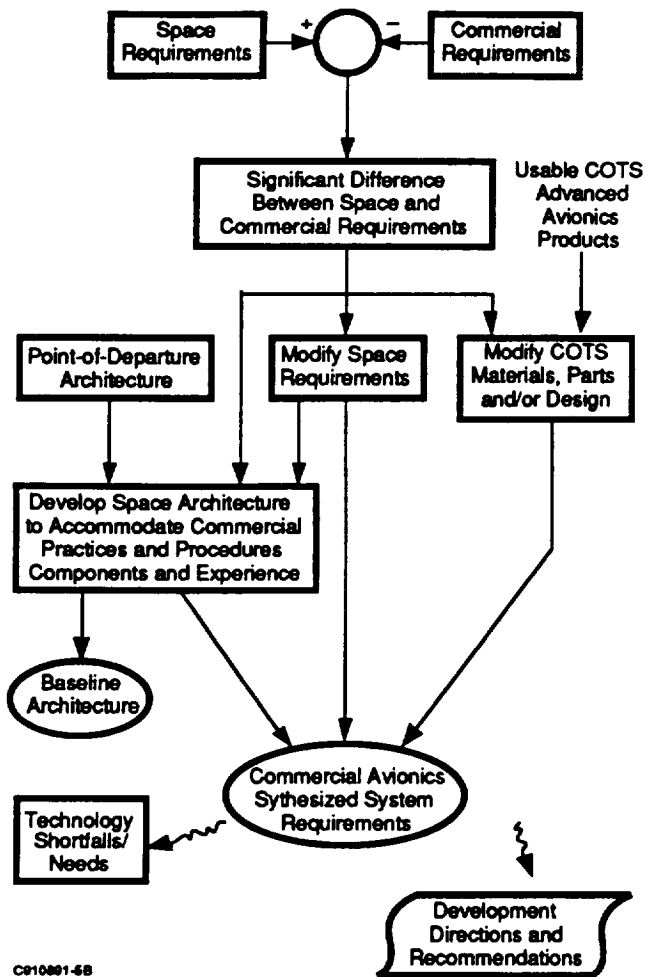 Space
Requirements
+
−
Commercial
Requirements
Significant Difference
Between Space and
Commercial Requirements
Usable COTS
Advanced
Avionics
Products
Point-of-Departure
Architecture
Modify Space
Requirements
Modify COTS
Materials, Parts
and/or Design
Develop Space Architecture
to Accommodate Commercial
Practices and Procedures
Components and Experience
Baseline
Architecture
Commercial Avionics
Sythesized System
Requirements
Technology
Shortfalls/
Needs
Development
Directions and
Recommendations
C910891-5B